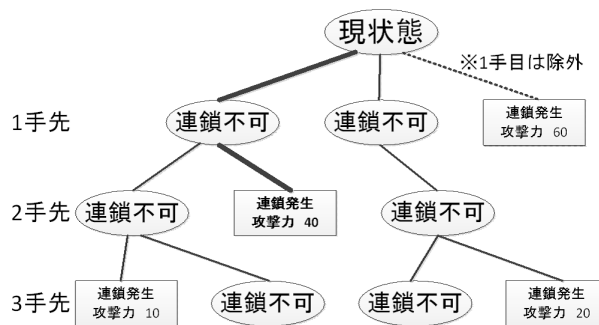 現状態
※1手目は除外
1手先
連鎖不可
連鎖不可
連鎖発生
攻撃力 60
2手先
連鎖不可
連鎖発生
攻撃力 40
連鎖不可
3手先
連鎖発生
攻撃力 10
連鎖不可
連鎖不可
連鎖発生
攻撃力 20